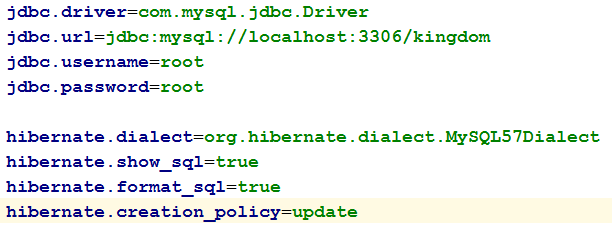 jdbc.driver=com.mysql.jdbc.Driver
jdbc.url=jdbc:mysql://localhost:3306/kingdom
jdbc.username=root
jdbc.password=root
hibernate.dialect=org.hibernate.dialect.MySQL57Dialect
hibernate.show_sql=true
hibernate.format_sql=true
hibernate.creation_policy=update